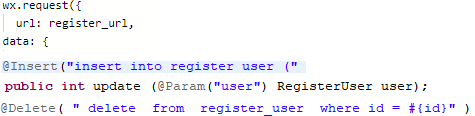 wx.request({
url: register_url,
data: {
@Insert("insert into register user ("
public int update (@Param("user") RegisterUser user);
@Delete( " delete from register_user where id = #{id}" )